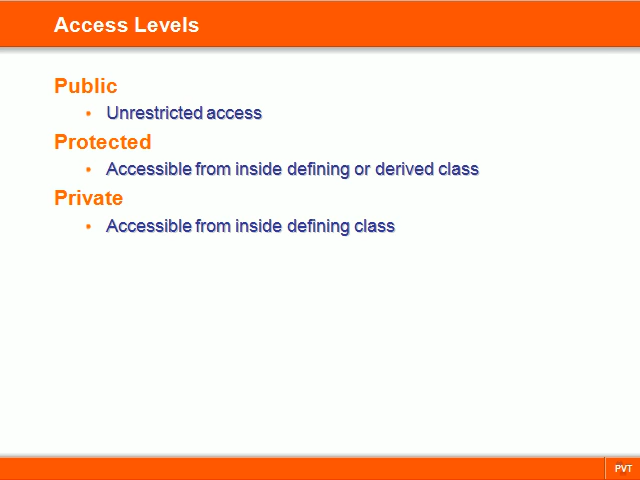 Access Levels
Public
• Unrestricted access
Protected
• Accessible from inside defining or derived class
Private
• Accessible from inside defining class
PVT